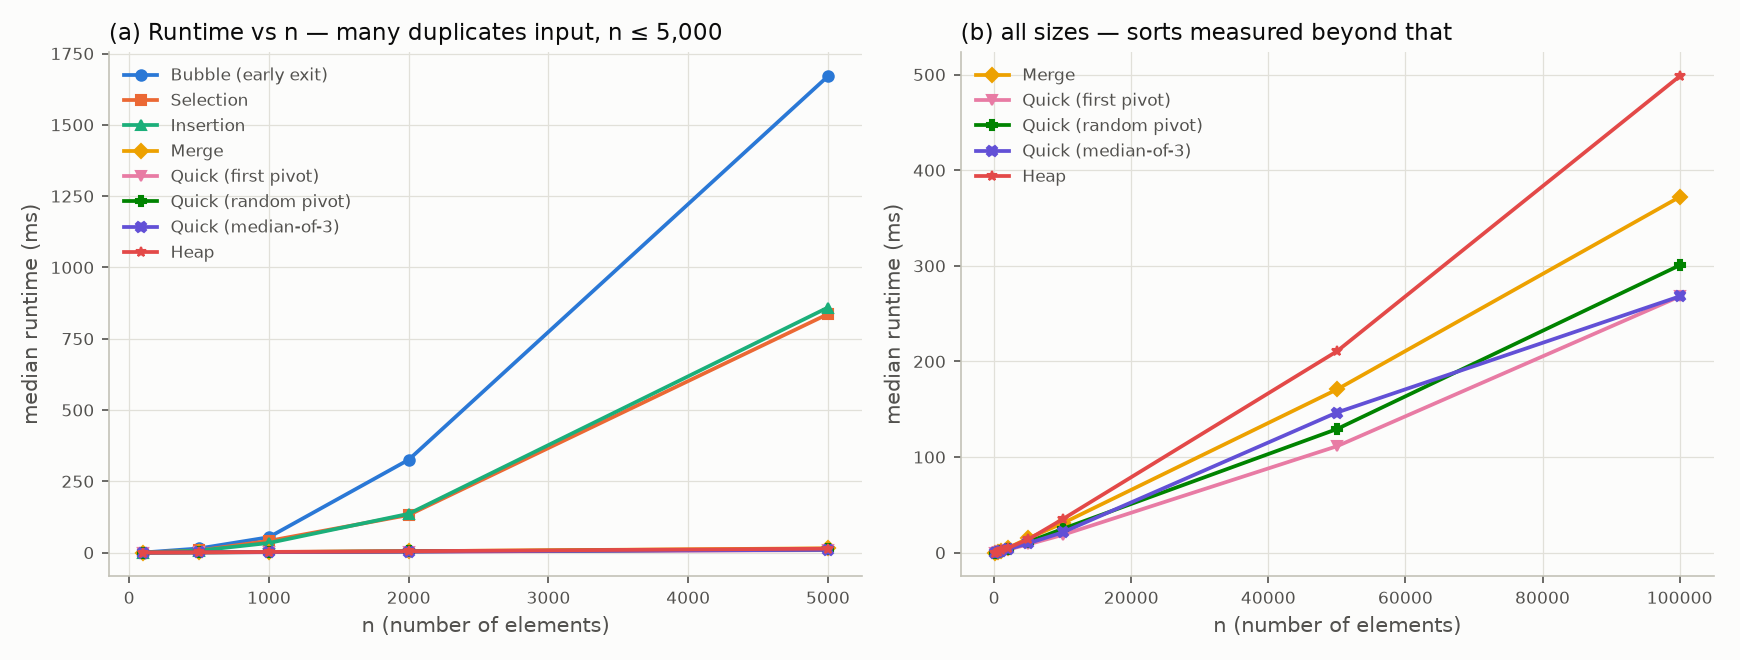 (a) Runtime vs n — many duplicates input, n ≤ 5,000
1750
1500
1250
1000
750
500
250
0
median runtime (ms)
Bubble (early exit)
Selection
Insertion
Merge
Quick (first pivot)
Quick (random pivot)
Quick (median-of-3)
Heap
0
1000
2000
3000
4000
5000
n (number of elements)
(b) all sizes — sorts measured beyond that
500
400
300
200
100
0
median runtime (ms)
Merge
Quick (first pivot)
Quick (random pivot)
Quick (median-of-3)
Heap
0
20000
40000
60000
80000
100000
n (number of elements)